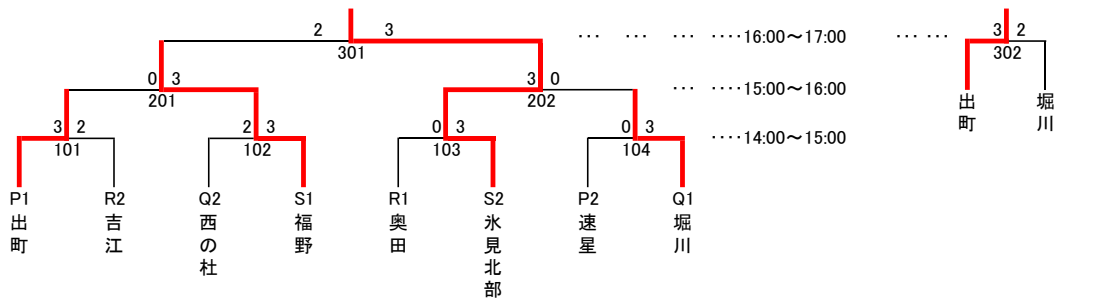 2 3 ... ... ... ‥‥16:00～17:00 ... ... 3 2
301 302
0 3 3 0 ... ‥‥15:00～16:00
201 202
出町 堀川
3 2 2 3 0 3 0 3 ‥‥14:00～15:00
101 102 103 104
P1 R2 Q2 S1 R1 S2 P2 Q1
出町 吉江 西の杜 福野 奥田 氷見北部 速星 堀川